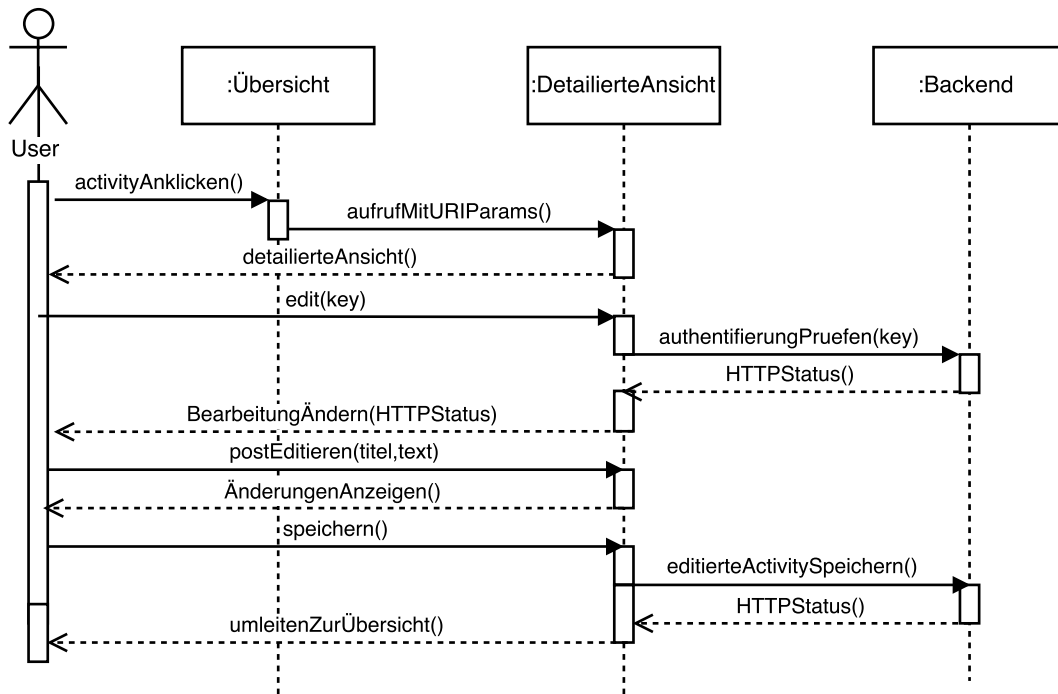 :Übersicht
:DetailierteAnsicht
:Backend
User
activityAnklicken()
aufrufMitURIParams()
detailierteAnsicht()
edit(key)
authentifierungPruefen(key)
HTTPStatus()
BearbeitungÄndern(HTTPStatus)
postEditieren(titel,text)
ÄnderungenAnzeigen()
speichern()
editierteActivitySpeichern()
HTTPStatus()
umleitenZurÜbersicht()